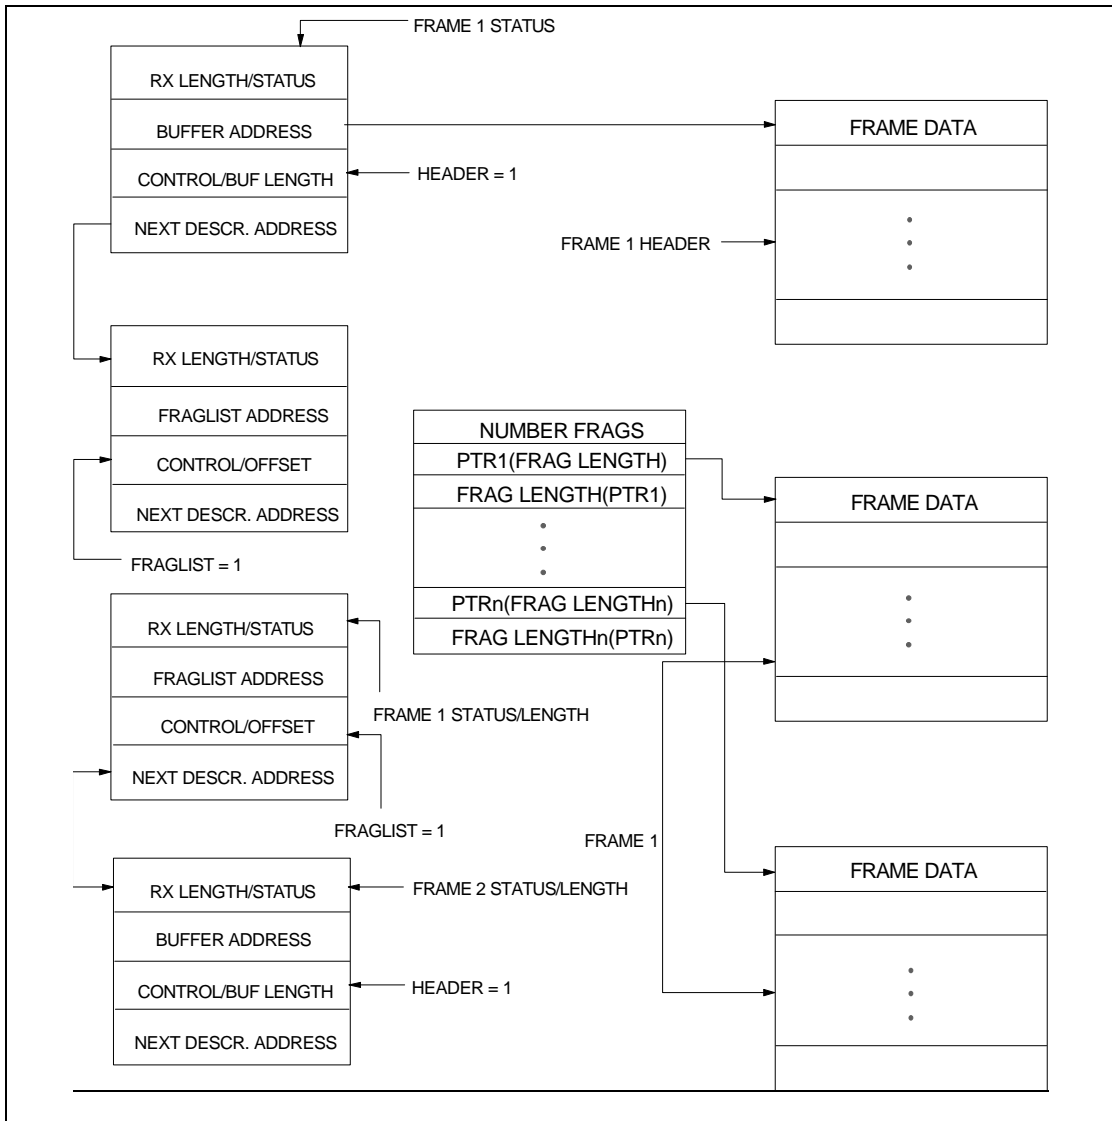 FRAME 1 STATUS
RX LENGTH/STATUS
BUFFER ADDRESS
CONTROL/BUF LENGTH
NEXT DESCR. ADDRESS
HEADER = 1
FRAME DATA
FRAME 1 HEADER
RX LENGTH/STATUS
FRAGLIST ADDRESS
CONTROL/OFFSET
NEXT DESCR. ADDRESS
FRAGLIST = 1
NUMBER FRAGS
PTR1(FRAG LENGTH)
FRAG LENGTH(PTR1)
PTRn(FRAG LENGTHn)
FRAG LENGTHn(PTRn)
FRAME DATA
RX LENGTH/STATUS
FRAGLIST ADDRESS
CONTROL/OFFSET
NEXT DESCR. ADDRESS
FRAME 1 STATUS/LENGTH
FRAGLIST = 1
FRAME 1
FRAME DATA
RX LENGTH/STATUS
BUFFER ADDRESS
CONTROL/BUF LENGTH
NEXT DESCR. ADDRESS
FRAME 2 STATUS/LENGTH
HEADER = 1